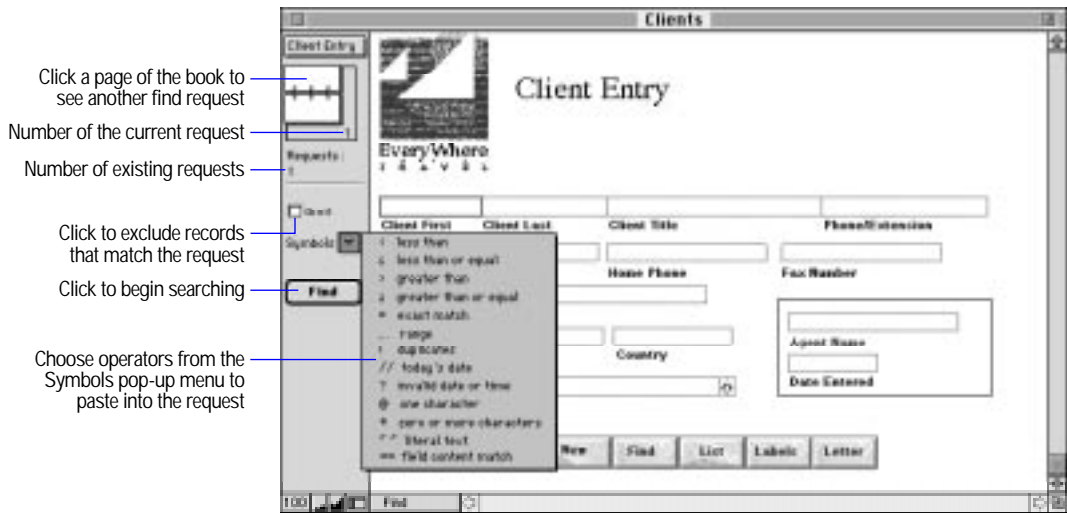 Clients
Client Entry
Click a page of the book to
see another find request
Number of the current request
Number of existing requests
Click to exclude records
that match the request
Click to begin searching
Choose operators from the
Symbols pop-up menu to
paste into the request
1
Requests:
1
Omit
Symbols
Find
Client Entry
EveryWhere
TRAVEL
Client First Client Last Client Title Phone/Extension
Home Phone Fax Number
Country
Agent Name
Date Entered
< less than
≤ less than or equal
> greater than
≥ greater than or equal
= exact match
... range
! duplicates
// today's date
? invalid date or time
@ one character
* zero or more characters
" " literal text
== field content match
New Find List Labels Letter
100 Find